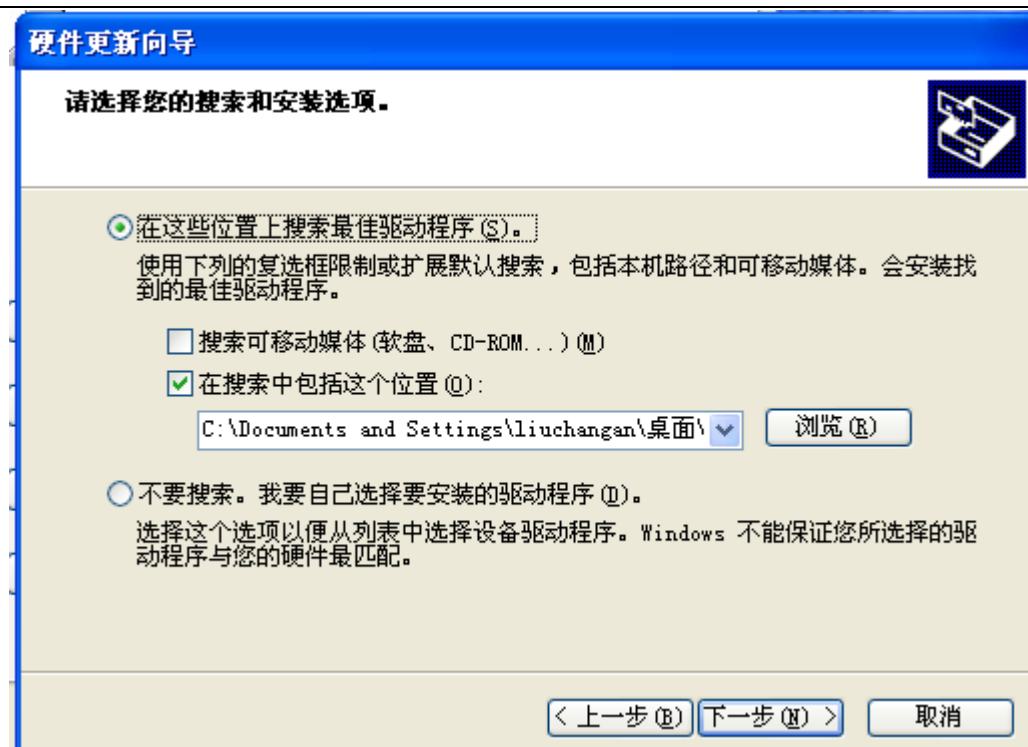 硬件更新向导
请选择您的搜索和安装选项。
在这些位置上搜索最佳驱动程序(S)。
使用下列的复选框限制或扩展默认搜索，包括本机路径和可移动媒体。会安装找
到的最佳驱动程序。
搜索可移动媒体(软盘、CD-ROM...)(M)
在搜索中包括这个位置(O):
C:\Documents and Settings\liuchangan\桌面\
浏览(R)
不要搜索。我要自己选择要安装的驱动程序(D)。
选择这个选项以便从列表中选择设备驱动程序。Windows 不能保证您所选择的驱
动程序与您的硬件最匹配。
< 上一步(B) 下一步(N) > 取消